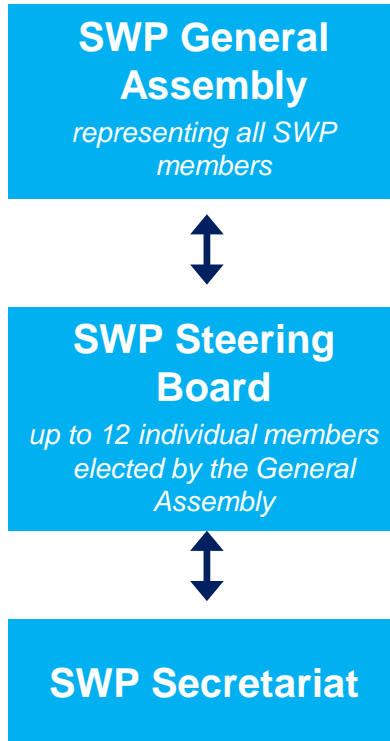 SWP General
Assembly
representing all SWP
members
SWP Steering
Board
up to 12 individual members
elected by the General
Assembly
SWP Secretariat